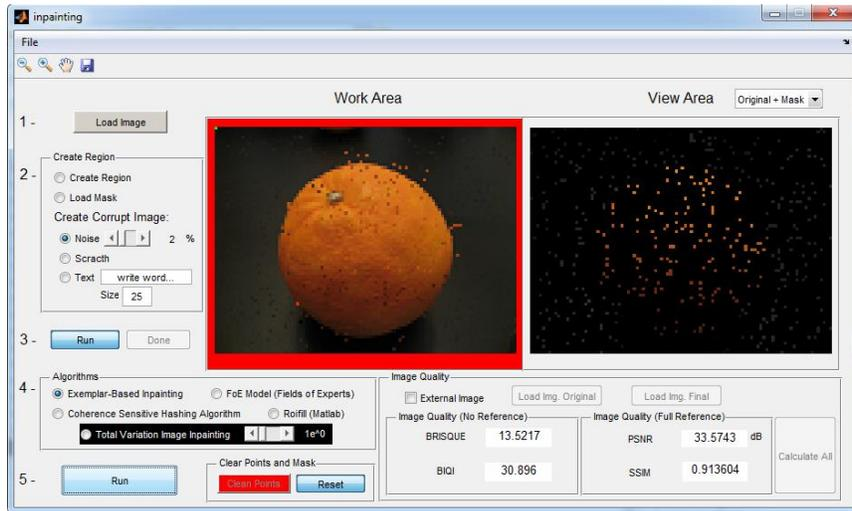 inpainting
File
Work Area
View Area
Original + Mask
1 -
Load Image
Create Region
2 -
Create Region
Load Mask
Create Corrupt Image:
Noise
2 %
Scracth
Text
write word...
Size
25
3 -
Run
Done
4 -
Algorithms
Exemplar-Based Inpainting
FoE Model (Fields of Experts)
Coherence Sensitive Hashing Algorithm
Roifill (Matlab)
Total Variation Image Inpainting
1e^0
5 -
Run
Clear Points and Mask
Clean Points
Reset
Image Quality
External Image
Load Img. Original
Load Img. Final
Image Quality (No Reference)
BRISQUE
13.5217
BIQI
30.896
Image Quality (Full Reference)
PSNR
33.5743 dB
SSIM
0.913604
Calculate All